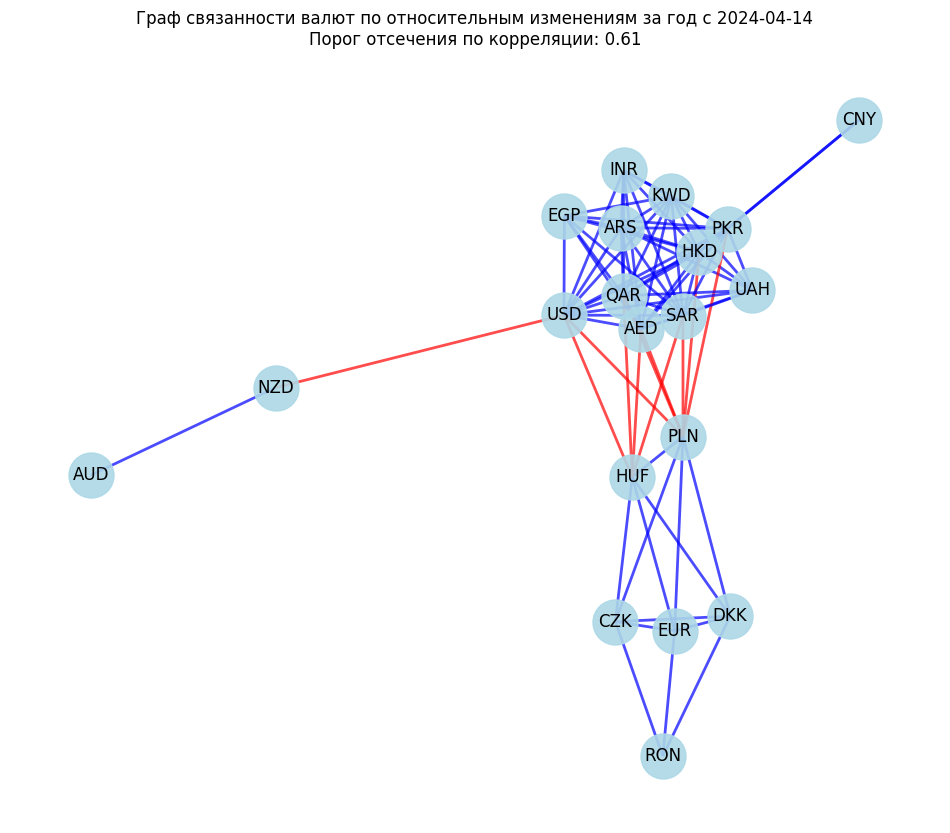 Граф связанности валют по относительным изменениям за год с 2024-04-14
Порог отсечения по корреляции: 0.61
CNY
INR
KWD
EGP
ARS
PKR
HKD
UAH
QAR
USD
SAR
AED
NZD
PLN
AUD
HUF
DKK
CZK
EUR
RON